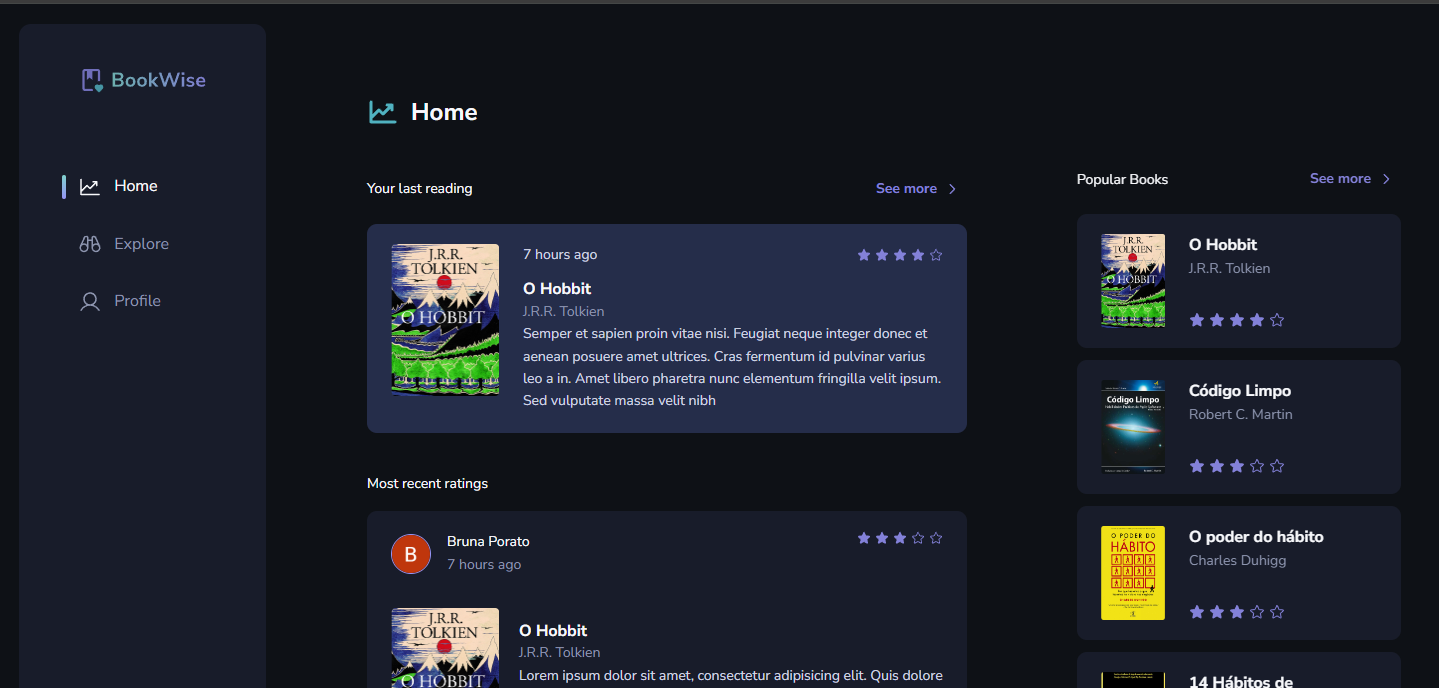 BookWise
Home
Explore
Profile
Home
Your last reading
See more
J.R.R.
TOLKIEN
O HOBBIT
7 hours ago
O Hobbit
J.R.R. Tolkien
Semper et sapien proin vitae nisi. Feugiat neque integer donec et
aenean posuere amet ultrices. Cras fermentum id pulvinar varius
leo a in. Amet libero pharetra nunc elementum fringilla velit ipsum.
Sed vulputate massa velit nibh
Most recent ratings
B
Bruna Porato
7 hours ago
J.R.R.
TOLKIEN
O HOBBIT
O Hobbit
J.R.R. Tolkien
Lorem ipsum dolor sit amet, consectetur adipisicing elit. Quis dolore
Popular Books
See more
J.R.R.
TOLKIEN
O HOBBIT
O Hobbit
J.R.R. Tolkien
Código Limpo
Código Limpo
Robert C. Martin
O PODER DO
HÁBITO
O poder do hábito
Charles Duhigg
14 Hábitos de